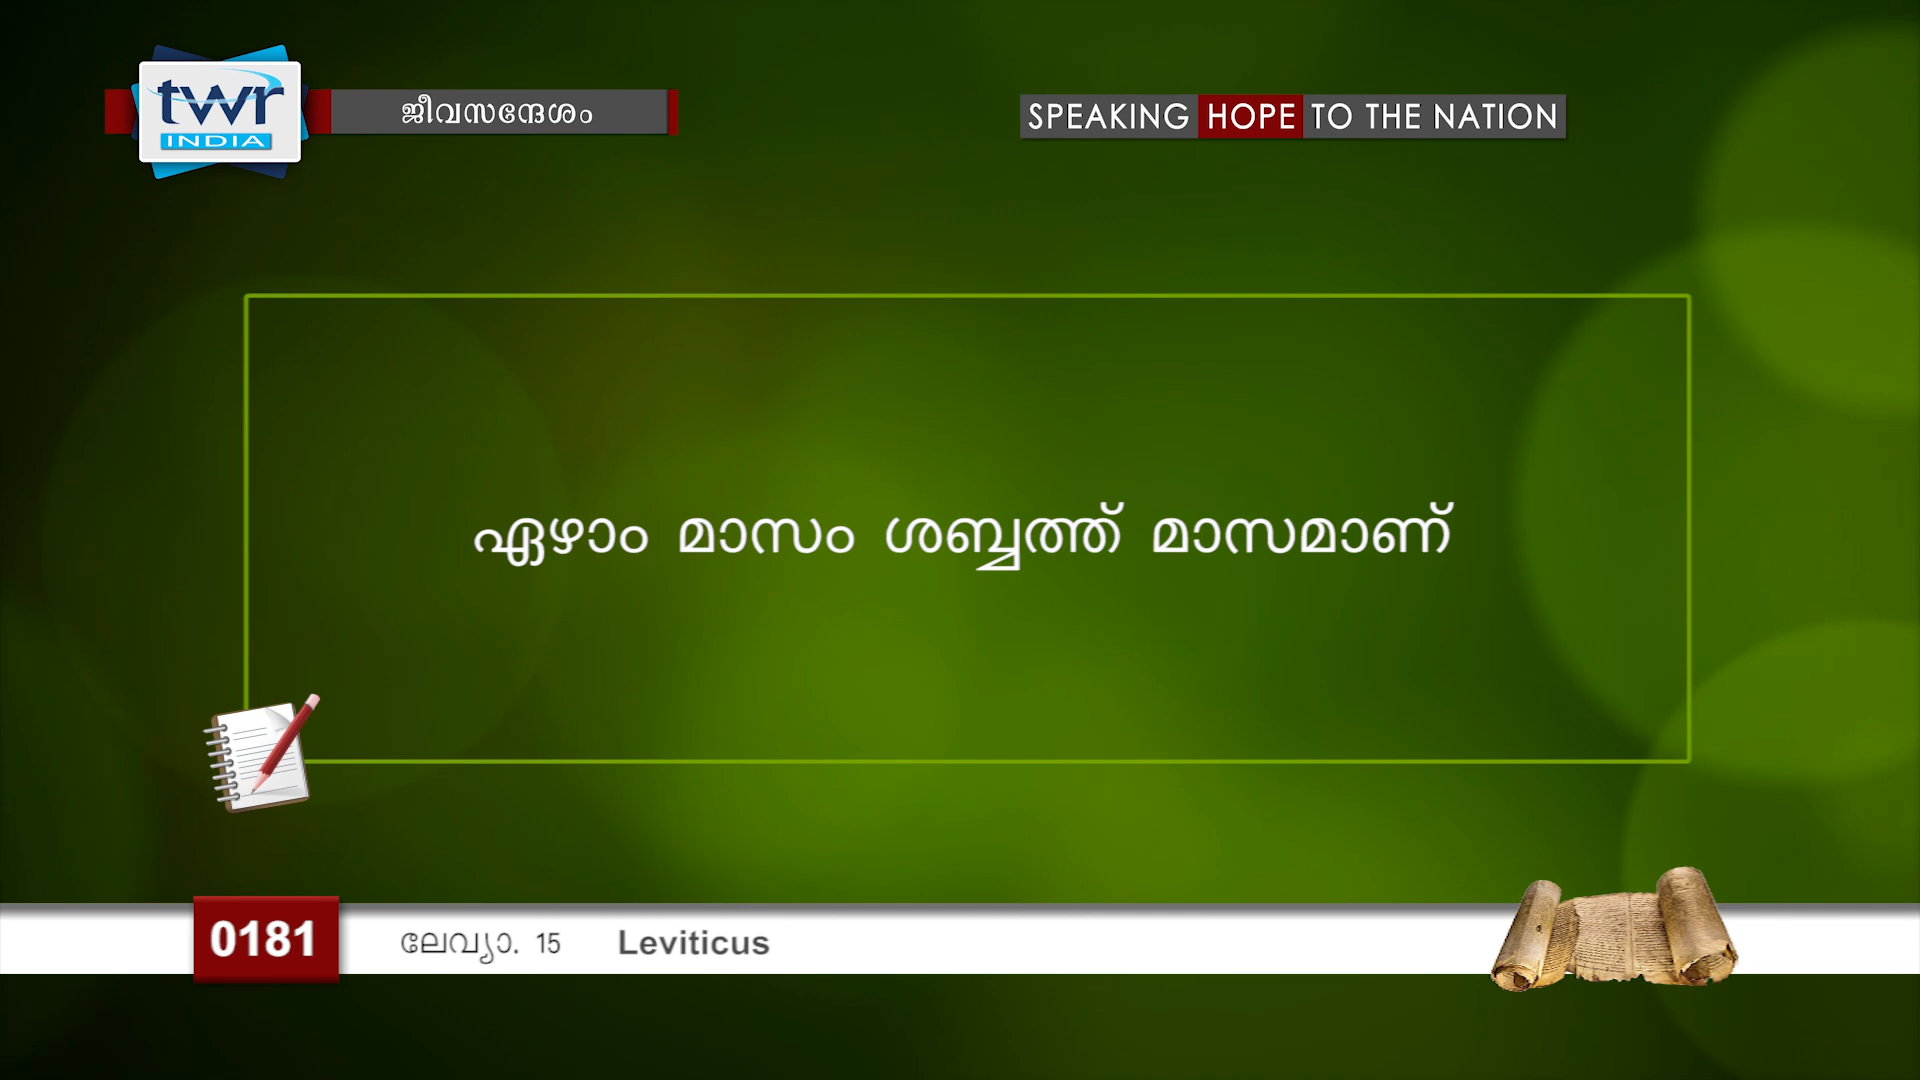 twr
INDIA
ജീവസന്ദേശം
SPEAKING HOPE TO THE NATION
ഏഴാം മാസം ശബ്ബത്ത് മാസമാണ്
0181
ലേവ്യാ. 15
Leviticus